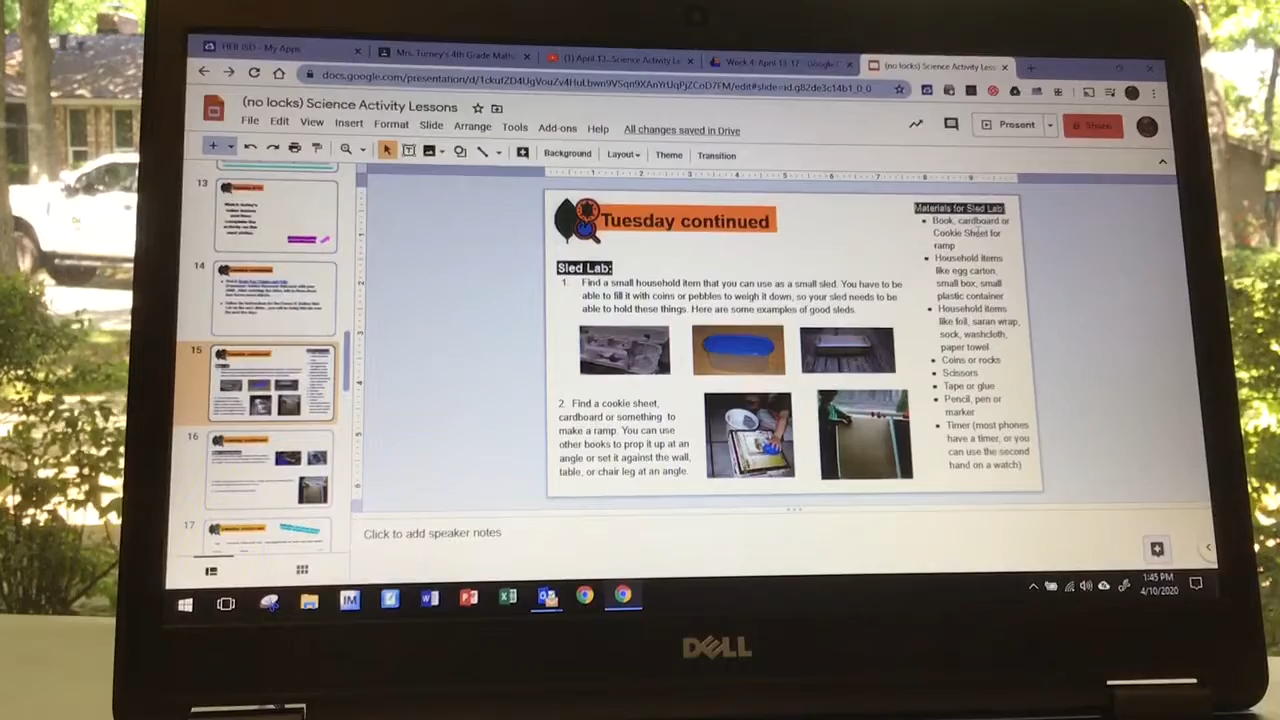 HEB ISD - My Apps
Mrs. Turney's 4th Grade Math
(1) April 13...Science Activity Le
Week 4: April 13-17
(no locks) Science Activity Less
(no locks) Science Activity Lessons
File Edit View Insert Format Slide Arrange Tools Add-ons Help All changes saved in Drive
Present
Share
Background Layout Theme Transition
13
14
15
16
17
Tuesday continued
Sled Lab:
1. Find a small household item that you can use as a small sled. You have to be
able to fill it with coins or pebbles to weigh it down, so your sled needs to be
able to hold these things. Here are some examples of good sleds.
2. Find a cookie sheet,
cardboard or something to
make a ramp. You can use
other books to prop it up at an
angle or set it against the wall,
table, or chair leg at an angle.
Materials for Sled Lab:
• Book, cardboard or
Cookie Sheet for
ramp
• Household items
like egg carton,
small box, small
plastic container
• Household items
like foil, saran wrap,
sock, washcloth,
paper towel
• Coins or rocks
• Scissors
• Tape or glue
• Pencil, pen or
marker
• Timer (most phones
have a timer, or you
can use the second
hand on a watch)
Click to add speaker notes
1:45 PM
4/10/2020
DELL